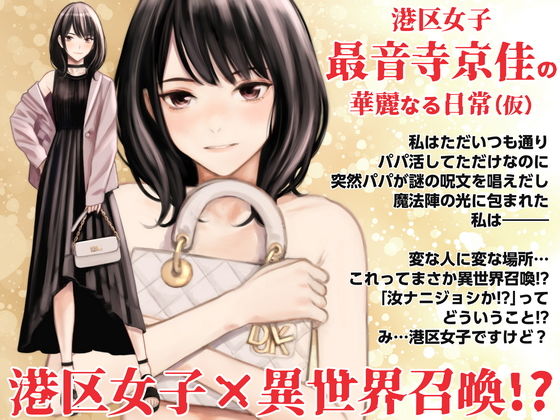 港区女子
最音寺京佳の
華麗なる日常(仮)
私はただいつも通り
パパ活してただけなのに
突然パパが謎の呪文を唱えだし
魔法陣の光に包まれた
私は―――
変な人に変な場所…
これってまさか異世界召喚!?
「汝ナニジョシか!?」って
どういうこと!?
み…港区女子ですけど?
港区女子×異世界召喚!?